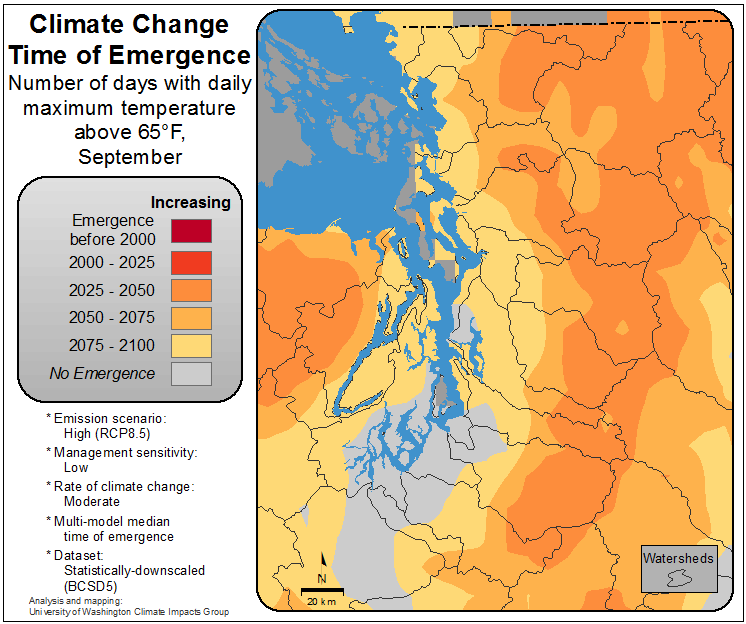 Climate Change
Time of Emergence
Number of days with daily
maximum temperature
above 65°F,
September
Increasing
Emergence
before 2000
2000 - 2025
2025 - 2050
2050 - 2075
2075 - 2100
No Emergence
* Emission scenario:
High (RCP8.5)
* Management sensitivity:
Low
* Rate of climate change:
Moderate
* Multi-model median
time of emergence
* Dataset:
Statistically-downscaled
(BCSD5)
Analysis and mapping:
University of Washington Climate Impacts Group
N
20 km
Watersheds